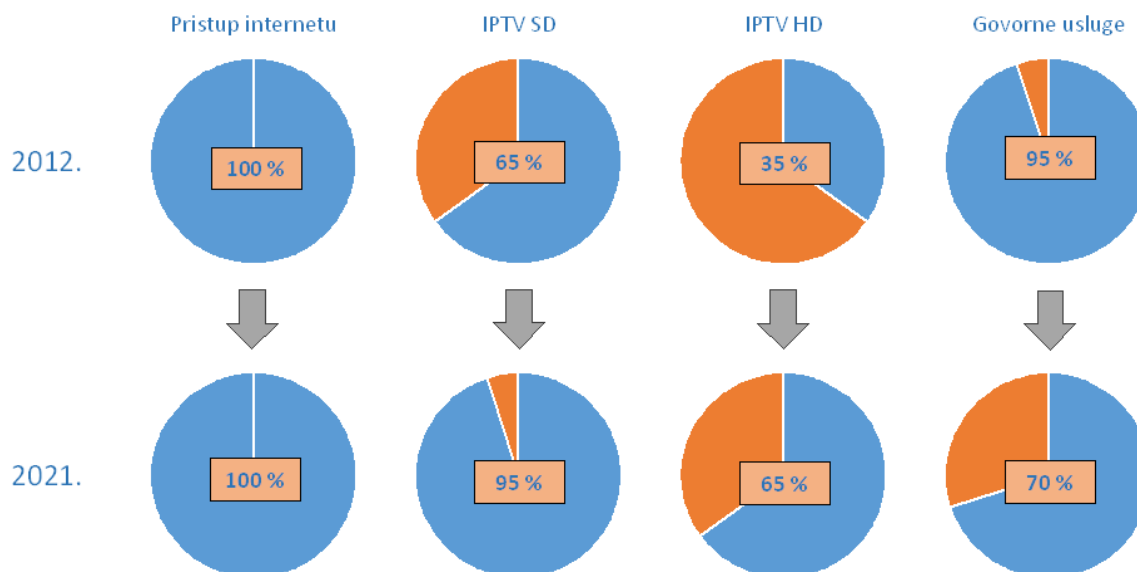 Pristup internetu
IPTV SD
IPTV HD
Govorne usluge
2012.
100 %
65 %
35 %
95 %
2021.
100 %
95 %
65 %
70 %